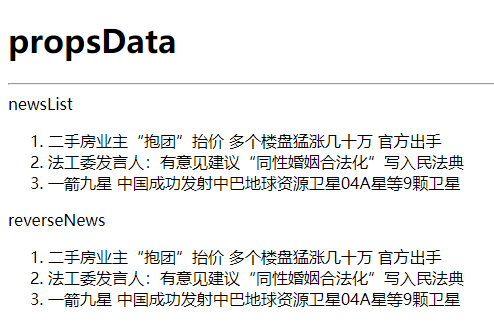 propsData
newsList
1. 二手房业主“抱团”抬价 多个楼盘猛涨几十万 官方出手
2. 法工委发言人：有意见建议“同性婚姻合法化”写入民法典
3. 一箭九星 中国成功发射中巴地球资源卫星04A星等9颗卫星
reverseNews
1. 二手房业主“抱团”抬价 多个楼盘猛涨几十万 官方出手
2. 法工委发言人：有意见建议“同性婚姻合法化”写入民法典
3. 一箭九星 中国成功发射中巴地球资源卫星04A星等9颗卫星